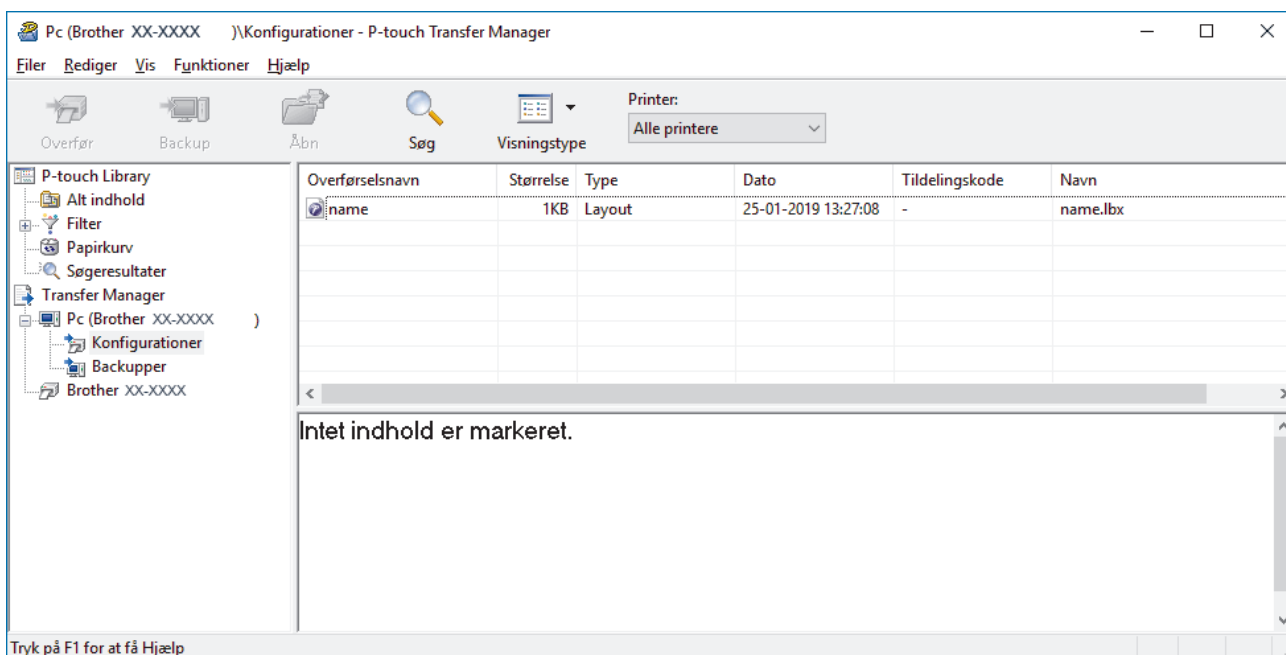 Pc (Brother XX-XXXX )\Konfigurationer - P-touch Transfer Manager
Filer Rediger Vis Funktioner Hjælp
Overfør Backup Åbn Søg Visningstype
Printer:
Alle printere
P-touch Library
Alt indhold
Filter
Papirkurv
Søgeresultater
Transfer Manager
Pc (Brother XX-XXXX )
Konfigurationer
Backupper
Brother XX-XXXX
Overførselsnavn Størrelse Type Dato Tildelingskode Navn
name 1KB Layout 25-01-2019 13:27:08 - name.lbx
Intet indhold er markeret.
Tryk på F1 for at få Hjælp